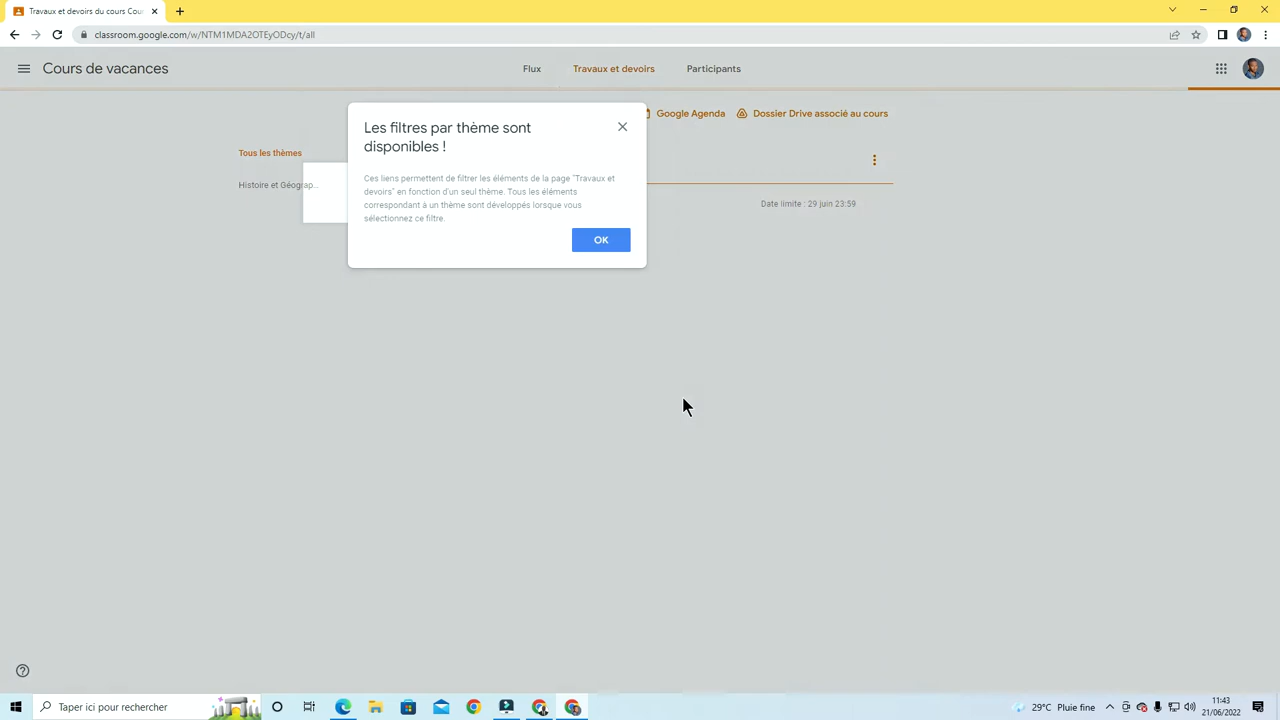 Travaux et devoirs du cours Cou
classroom.google.com/w/NTM1MDA2OTEyODcy/t/all
Cours de vacances
Flux
Travaux et devoirs
Participants
Google Agenda
Dossier Drive associé au cours
Les filtres par thème sont
disponibles !
Tous les thèmes
Histoire et Géograp...
Ces liens permettent de filtrer les éléments de la page "Travaux et
devoirs" en fonction d'un seul thème. Tous les éléments
correspondant à un thème sont développés lorsque vous
sélectionnez ce filtre.
Date limite : 29 juin 23:59
OK
Taper ici pour rechercher
29°C Pluie fine
11:43
21/06/2022